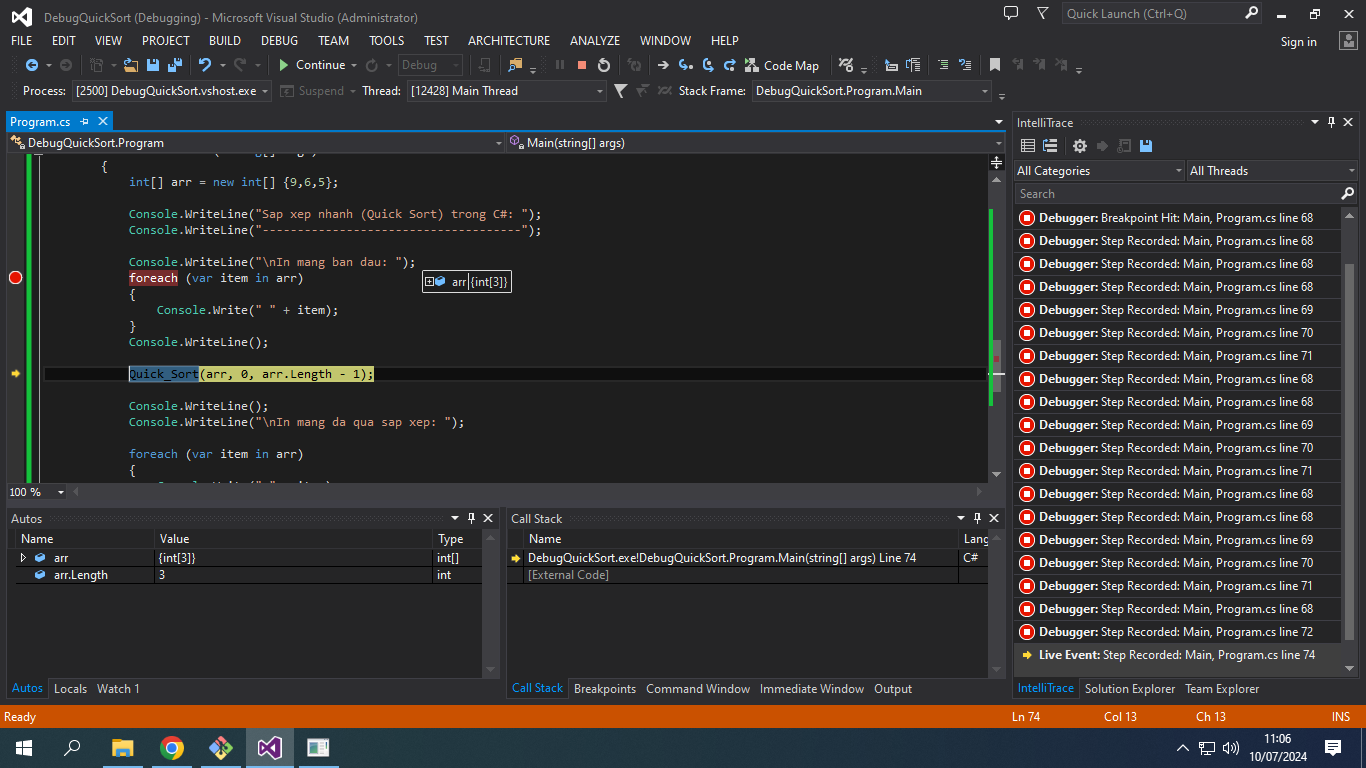 DebugQuickSort (Debugging) - Microsoft Visual Studio (Administrator)
Quick Launch (Ctrl+Q)
FILE EDIT VIEW PROJECT BUILD DEBUG TEAM TOOLS TEST ARCHITECTURE ANALYZE WINDOW HELP
Sign in
Continue Debug Code Map
Process: [2500] DebugQuickSort.vshost.exe Suspend Thread: [12428] Main Thread Stack Frame: DebugQuickSort.Program.Main
Program.cs
DebugQuickSort.Program Main(string[] args)
{
int[] arr = new int[] {9,6,5};
Console.WriteLine("Sap xep nhanh (Quick Sort) trong C#: ");
Console.WriteLine("-------------------------------------");
Console.WriteLine("\nIn mang ban dau: ");
foreach (var item in arr)
arr {int[3]}
{
Console.Write(" " + item);
}
Console.WriteLine();
Quick_Sort(arr, 0, arr.Length - 1);
Console.WriteLine();
Console.WriteLine("\nIn mang da qua sap xep: ");
foreach (var item in arr)
{
100 %
IntelliTrace
All Categories All Threads
Search
Debugger: Breakpoint Hit: Main, Program.cs line 68
Debugger: Step Recorded: Main, Program.cs line 68
Debugger: Step Recorded: Main, Program.cs line 68
Debugger: Step Recorded: Main, Program.cs line 68
Debugger: Step Recorded: Main, Program.cs line 69
Debugger: Step Recorded: Main, Program.cs line 70
Debugger: Step Recorded: Main, Program.cs line 71
Debugger: Step Recorded: Main, Program.cs line 68
Debugger: Step Recorded: Main, Program.cs line 68
Debugger: Step Recorded: Main, Program.cs line 69
Debugger: Step Recorded: Main, Program.cs line 70
Debugger: Step Recorded: Main, Program.cs line 71
Debugger: Step Recorded: Main, Program.cs line 68
Debugger: Step Recorded: Main, Program.cs line 68
Debugger: Step Recorded: Main, Program.cs line 69
Debugger: Step Recorded: Main, Program.cs line 70
Debugger: Step Recorded: Main, Program.cs line 71
Debugger: Step Recorded: Main, Program.cs line 68
Debugger: Step Recorded: Main, Program.cs line 72
Live Event: Step Recorded: Main, Program.cs line 74
IntelliTrace Solution Explorer Team Explorer
Autos
Name Value Type
arr {int[3]} int[]
arr.Length 3 int
Autos Locals Watch 1
Call Stack
Name Lang
DebugQuickSort.exe!DebugQuickSort.Program.Main(string[] args) Line 74 C#
[External Code]
Call Stack Breakpoints Command Window Immediate Window Output
Ready Ln 74 Col 13 Ch 13 INS
11:06
10/07/2024